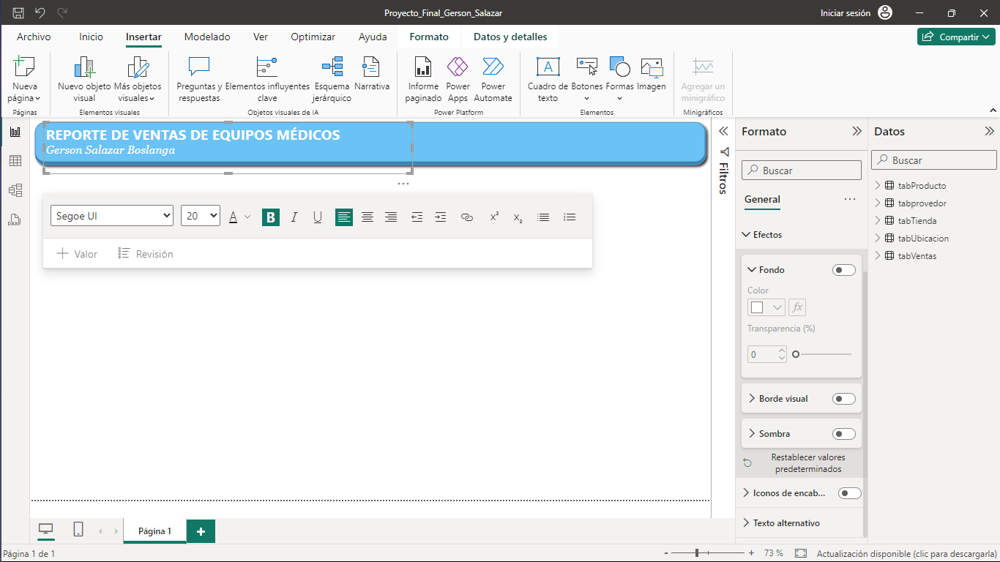 Proyecto_Final_Gerson_Salazar
Iniciar sesión
Archivo Inicio Insertar Modelado Ver Optimizar Ayuda Formato Datos y detalles
Compartir
Nueva página
Nuevo objeto visual
Más objetos visuales
Preguntas y respuestas
Elementos influyentes clave
Esquema jerárquico
Narrativa
Informe paginado
Power Apps
Power Automate
Cuadro de texto
Botones
Formas
Imagen
Agregar un minigráfico
Páginas
Elementos visuales
Objetos visuales de IA
Power Platform
Elementos
Minigráficos
REPORTE DE VENTAS DE EQUIPOS MÉDICOS
Gerson Salazar Boslanga
Segoe UI 20 A B I U x² x₂
Valor Revisión
Filtros
Formato
Buscar
General
Efectos
Fondo
Color
fx
Transparencia (%)
0
Borde visual
Sombra
Restablecer valores
predeterminados
Iconos de encab...
Texto alternativo
Datos
Buscar
tabProducto
tabprovedor
tabTienda
tabUbicacion
tabVentas
Página 1
Página 1 de 1
73 %
Actualización disponible (clic para descargarla)